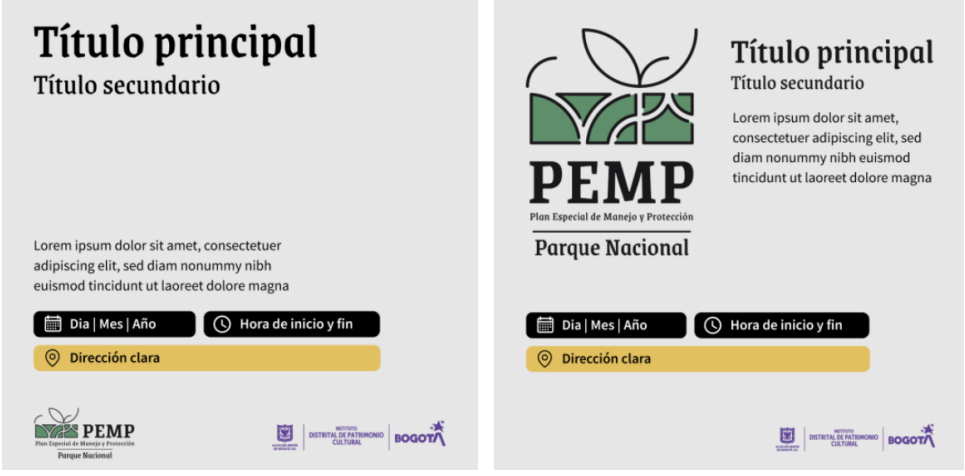 Título principal
Título secundario
Lorem ipsum dolor sit amet, consectetuer
adipiscing elit, sed diam nonummy nibh
euismod tincidunt ut laoreet dolore magna
Dia | Mes | Año
Hora de inicio y fin
Dirección clara
PEMP
Plan Especial de Manejo y Protección
Parque Nacional
INSTITUTO
DISTRITAL DE PATRIMONIO
CULTURAL
BOGOTÁ
PEMP
Plan Especial de Manejo y Protección
Parque Nacional
Título principal
Título secundario
Lorem ipsum dolor sit amet,
consectetuer adipiscing elit, sed
diam nonummy nibh euismod
tincidunt ut laoreet dolore magna
Dia | Mes | Año
Hora de inicio y fin
Dirección clara
INSTITUTO
DISTRITAL DE PATRIMONIO
CULTURAL
BOGOTÁ